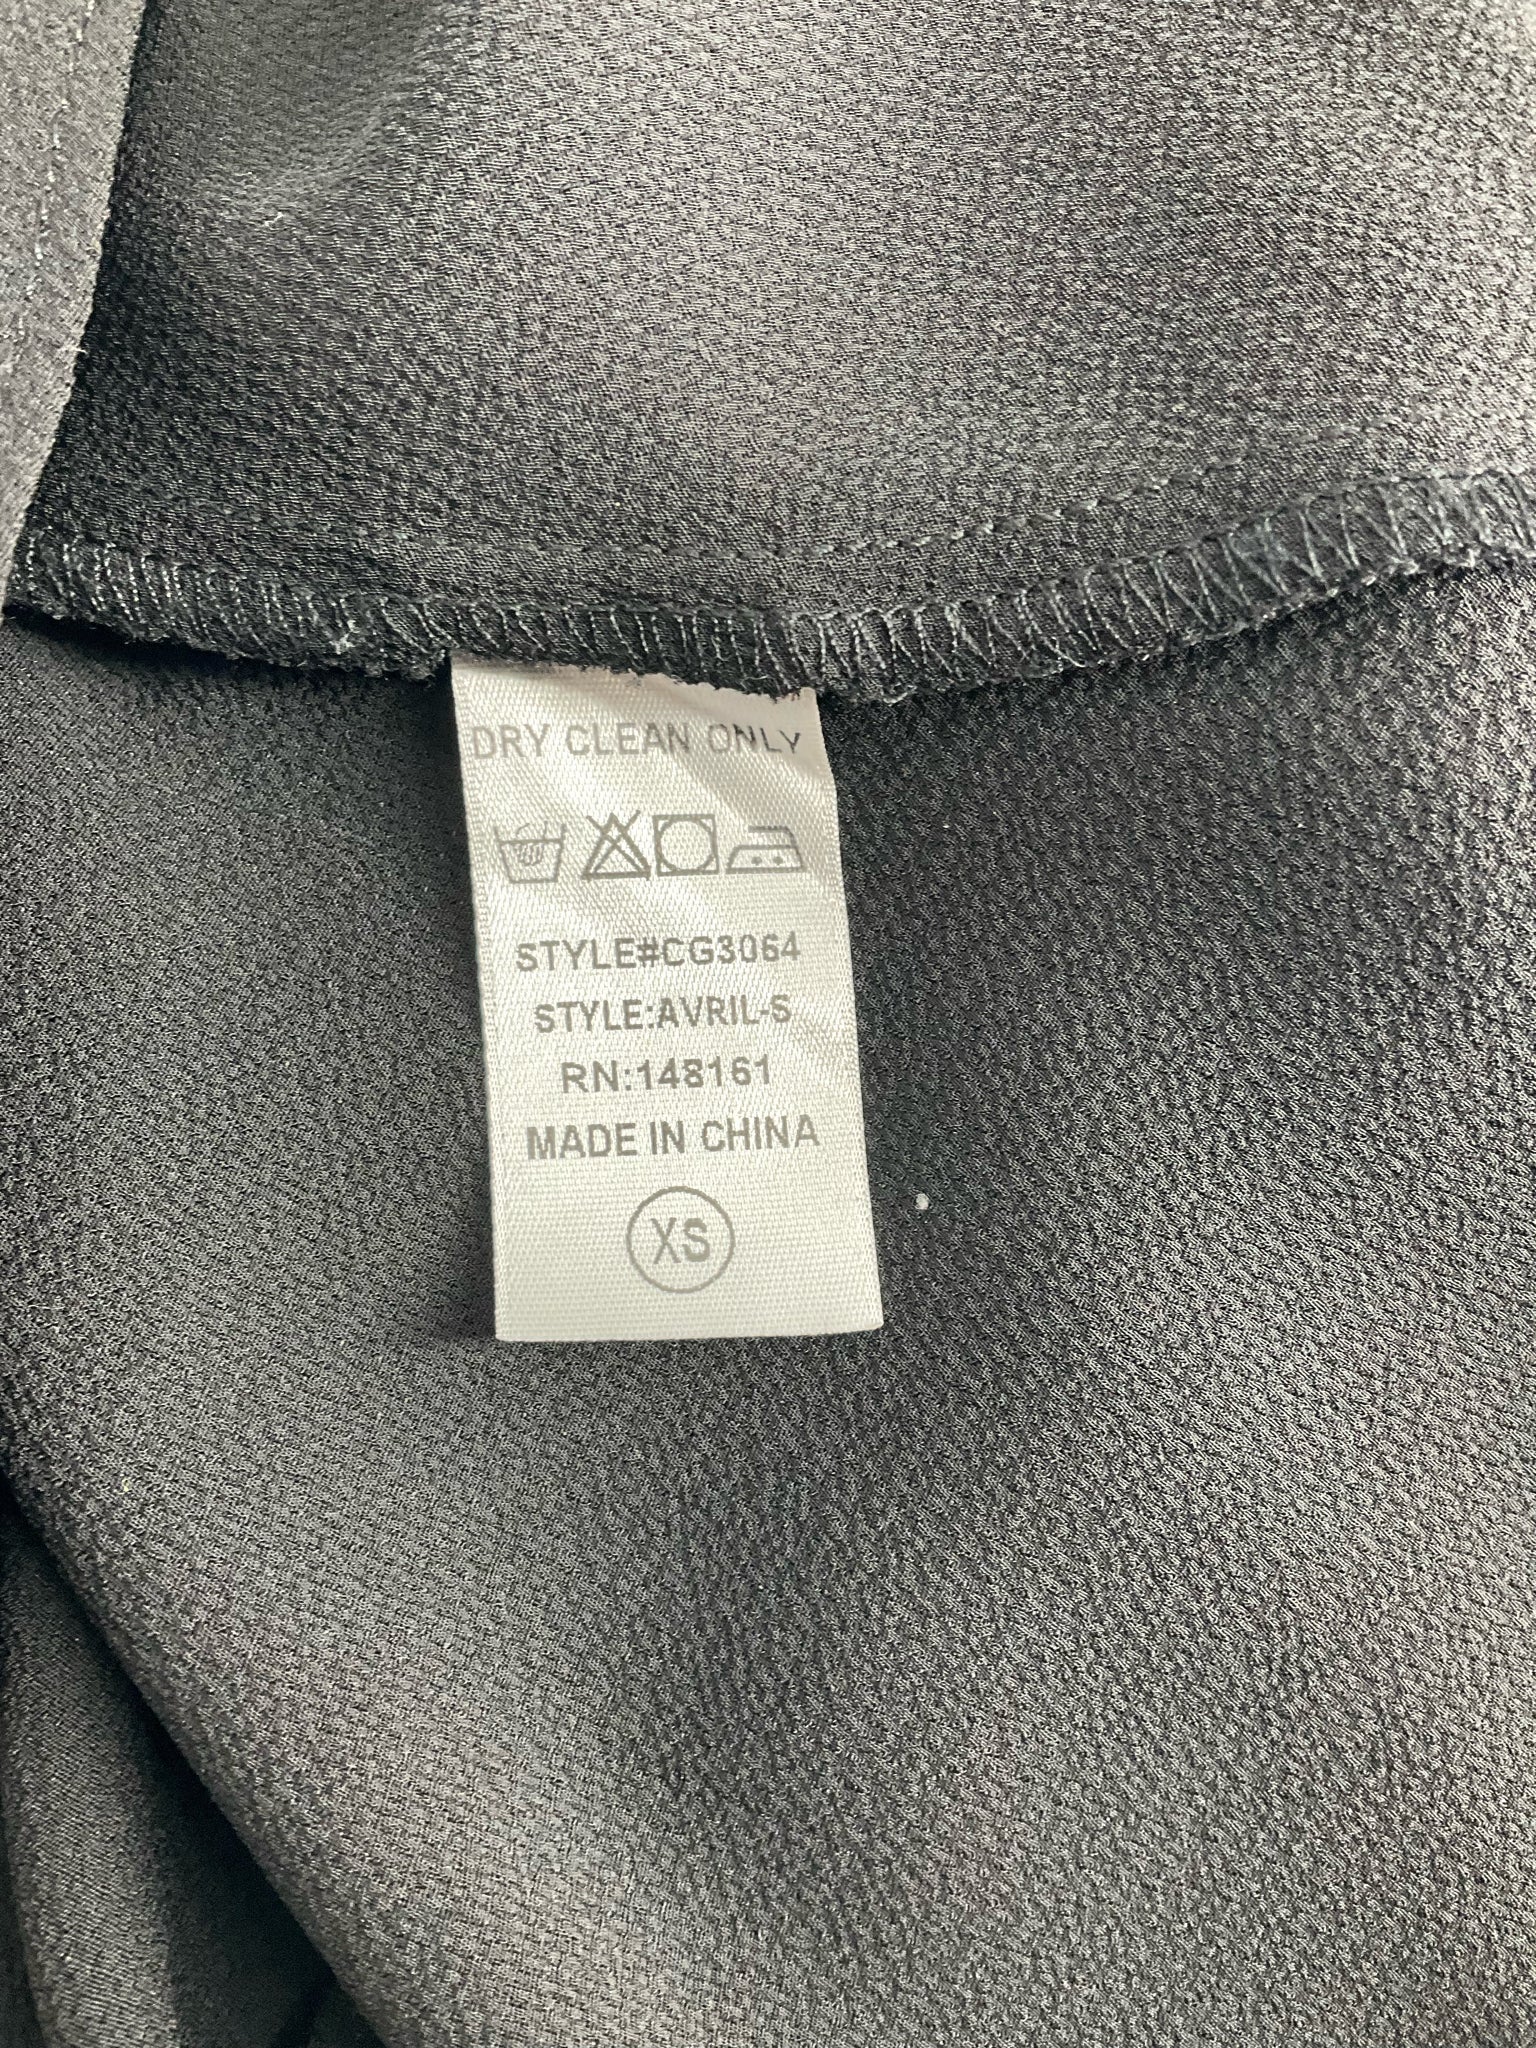 DRY CLEAN ONLY
STYLE#CG3064
STYLE:AVRIL-S
RN:148161
MADE IN CHINA
XS